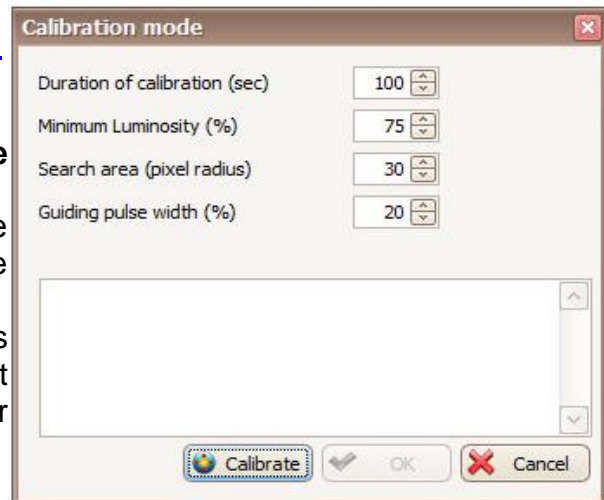 Calibration mode
Duration of calibration (sec) 100
Minimum Luminosity (%) 75
Search area (pixel radius) 30
Guiding pulse width (%) 20
Calibrate OK Cancel